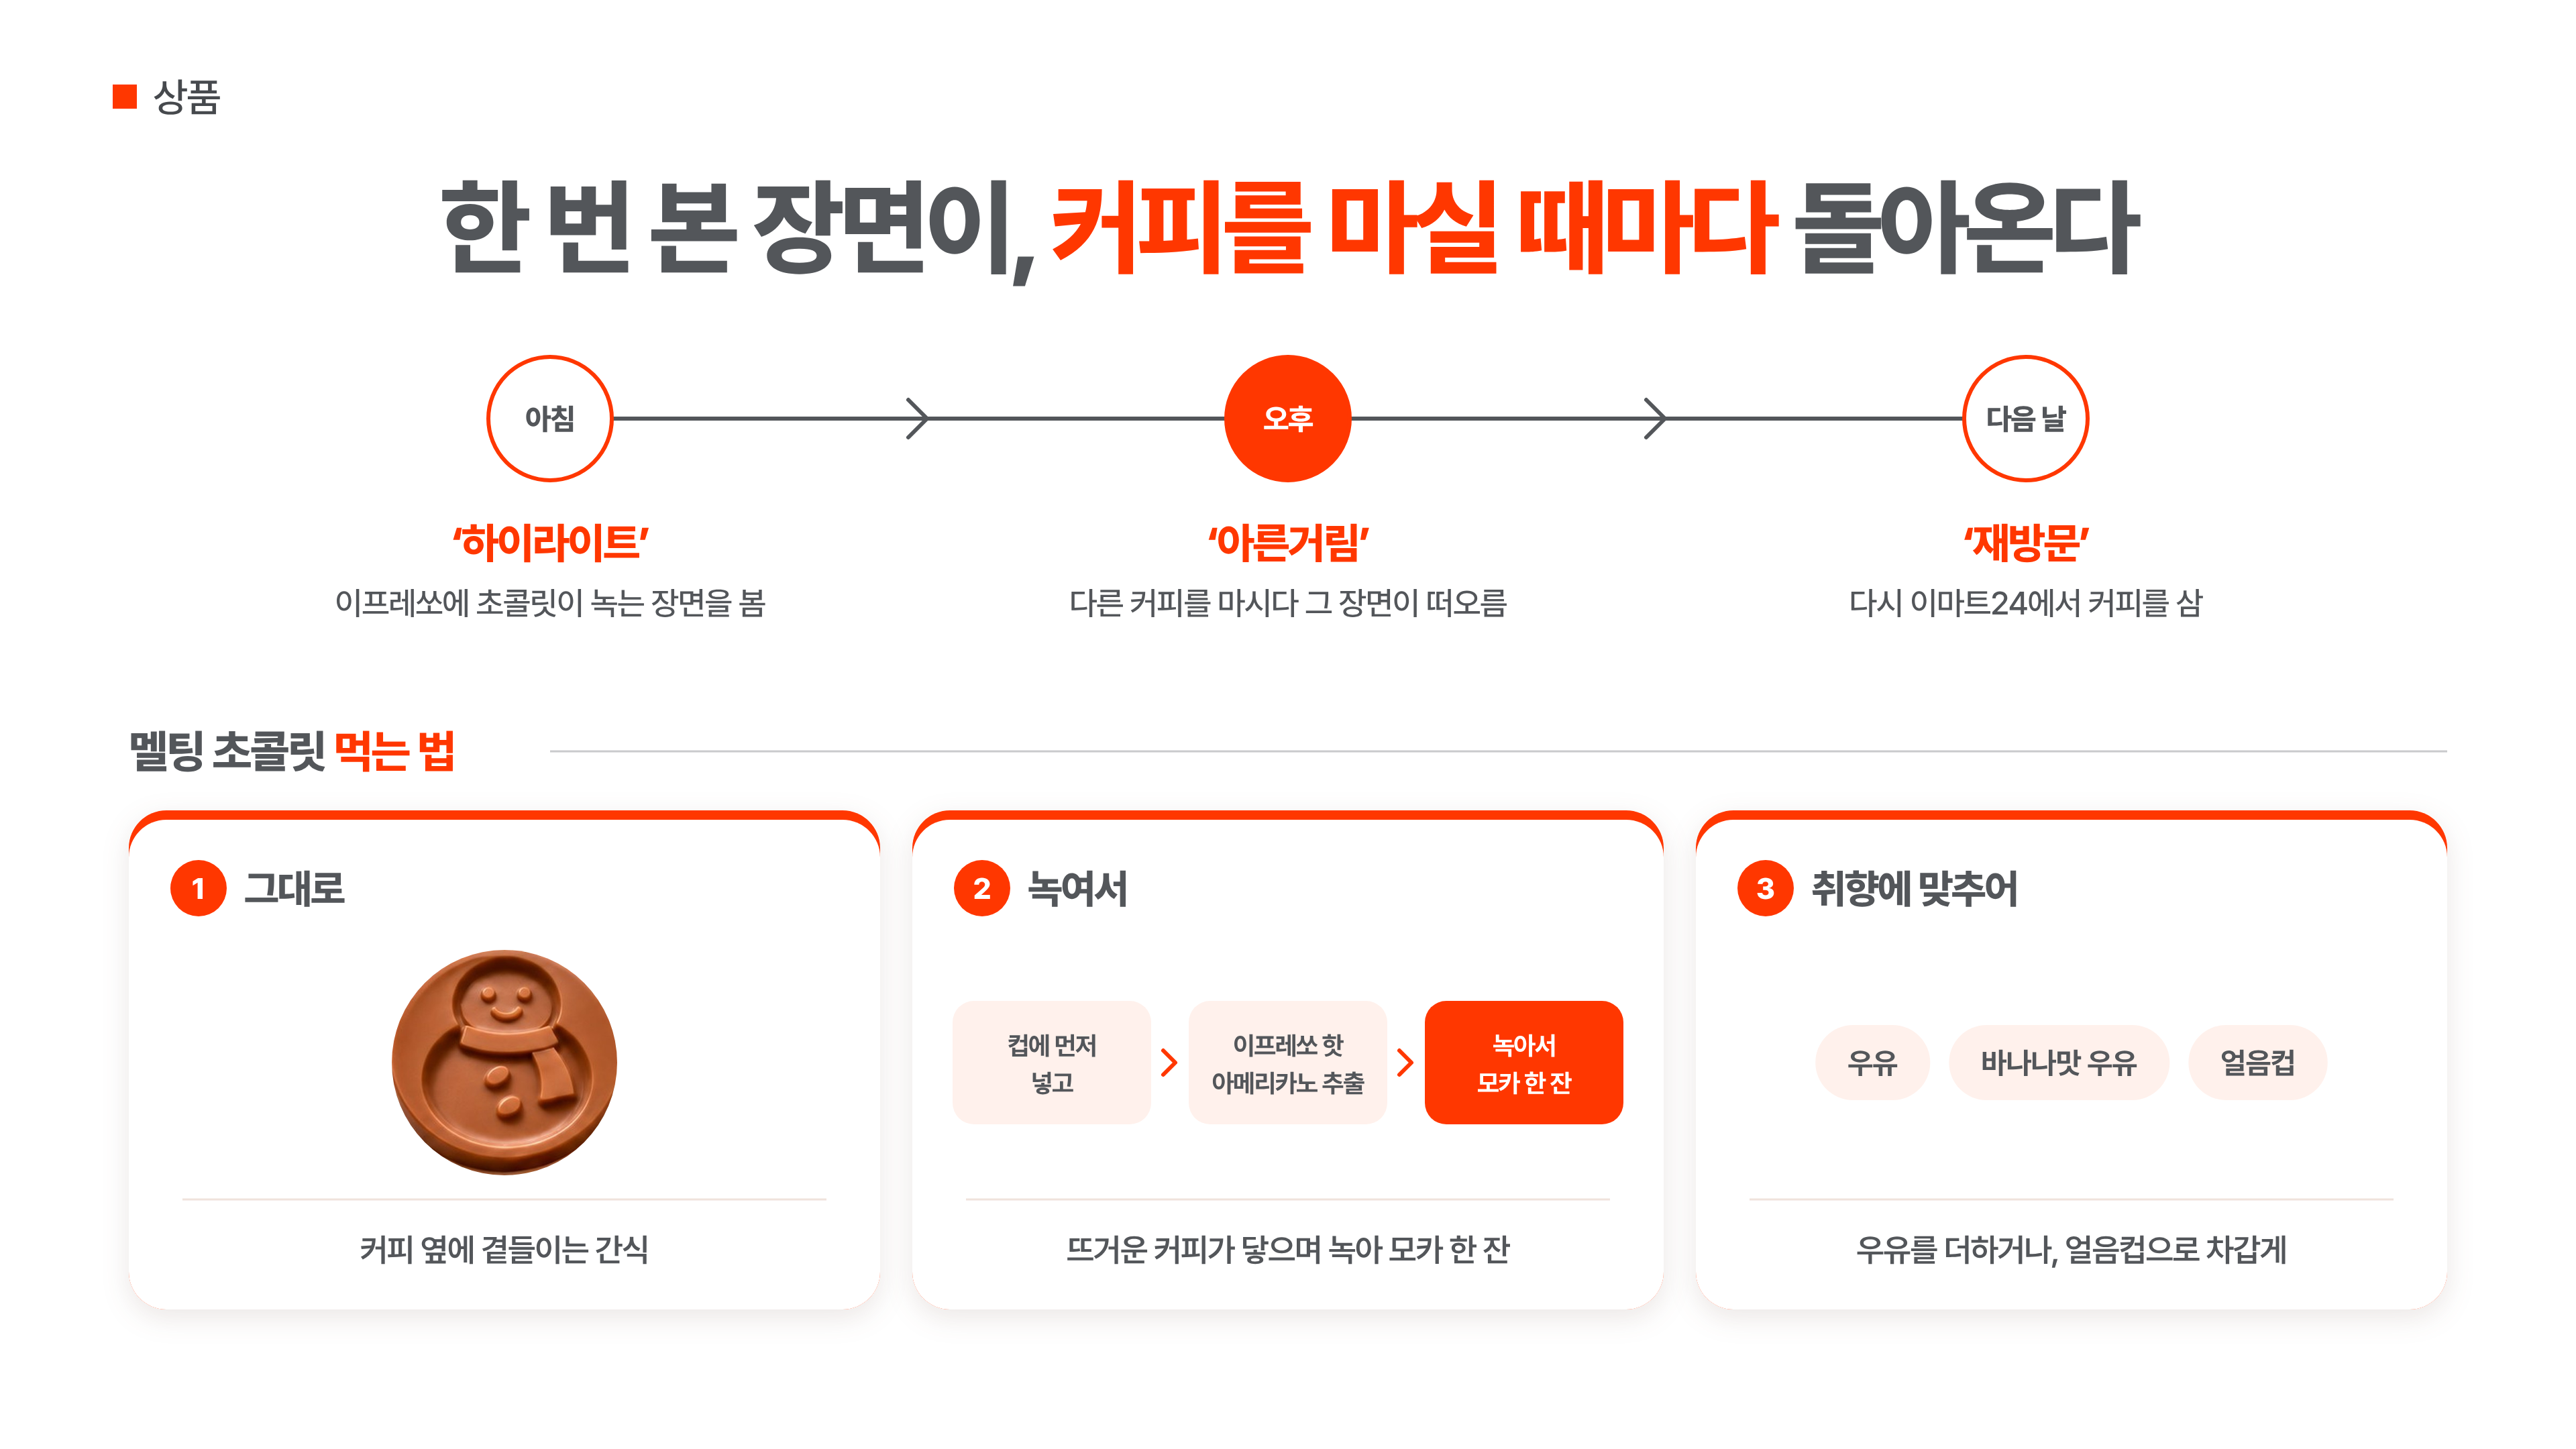 상품
한 번 본 장면이, 커피를 마실 때마다 돌아온다
아침
오후
다음 날
‘하이라이트’
‘아른거림’
‘재방문’
이프레쏘에 초콜릿이 녹는 장면을 봄
다른 커피를 마시다 그 장면이 떠오름
다시 이마트24에서 커피를 삼
멜팅 초콜릿 먹는 법
1 그대로
커피 옆에 곁들이는 간식
2 녹여서
컵에 먼저
넣고
이프레쏘 핫
아메리카노 추출
녹아서
모카 한 잔
뜨거운 커피가 닿으며 녹아 모카 한 잔
3 취향에 맞추어
우유
바나나맛 우유
얼음컵
우유를 더하거나, 얼음컵으로 차갑게